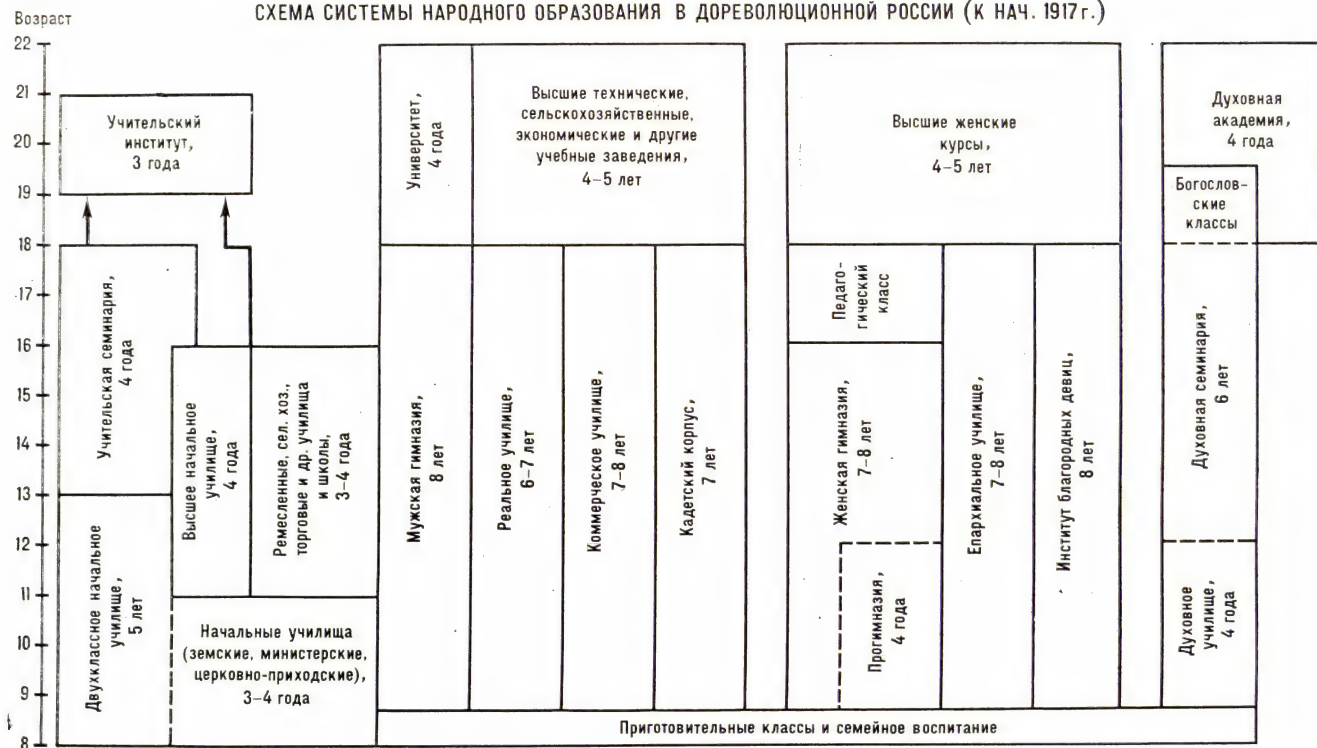 СХЕМА СИСТЕМЫ НАРОДНОГО ОБРАЗОВАНИЯ В ДОРЕВОЛЮЦИОННОЙ РОССИИ (К НАЧ. 1917г.)
Возраст
22
21
20
19
18
17
16
15
14
13
12
11
10
9
8
Учительский
институт,
3 года
Учительская семинария,
4 года
Двухклассное начальное
училище,
5 лет
Высшее начальное
училище,
4 года
Ремесленные, сел. хоз.,
торговые и др. училища
и школы,
3–4 года
Начальные училища
(земские, министерские,
церковно-приходские),
3–4 года
Университет,
4 года
Высшие технические,
сельскохозяйственные,
экономические и другие
учебные заведения,
4–5 лет
Мужская гимназия,
8 лет
Реальное училище,
6–7 лет
Коммерческое училище,
7–8 лет
Кадетский корпус,
7 лет
Высшие женские
курсы,
4–5 лет
Педаго-
гический
класс
Женская гимназия,
7–8 лет
Прогимназия,
4 года
Епархиальное училище,
7–8 лет
Институт благородных девиц,
8 лет
Духовная
академия,
4 года
Богослов-
ские
классы
Духовная семинария,
6 лет
Духовное
училище,
4 года
Приготовительные классы и семейное воспитание